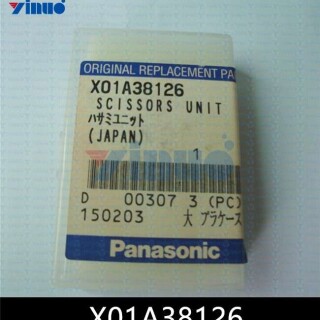 Yinuo
ORIGINAL REPLACEMENT PA
X01A38126
SCISSORS UNIT
ハサミユニット
(JAPAN)
1
D 00307 3 (PC)
150203 大 プラケース
Panasonic
X01A38126